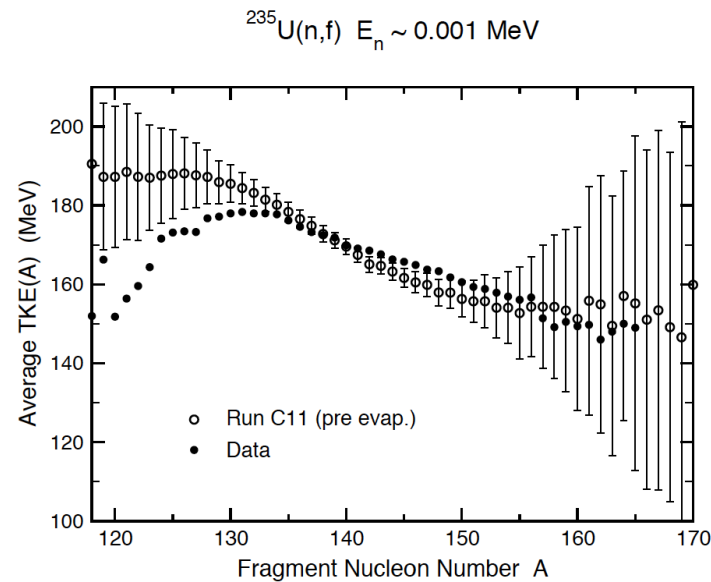 ²³⁵U(n,f) Eₙ ~ 0.001 MeV
Average TKE(A) (MeV)
200
180
160
140
120
100
Run C11 (pre evap.)
Data
120 130 140 150 160 170
Fragment Nucleon Number A